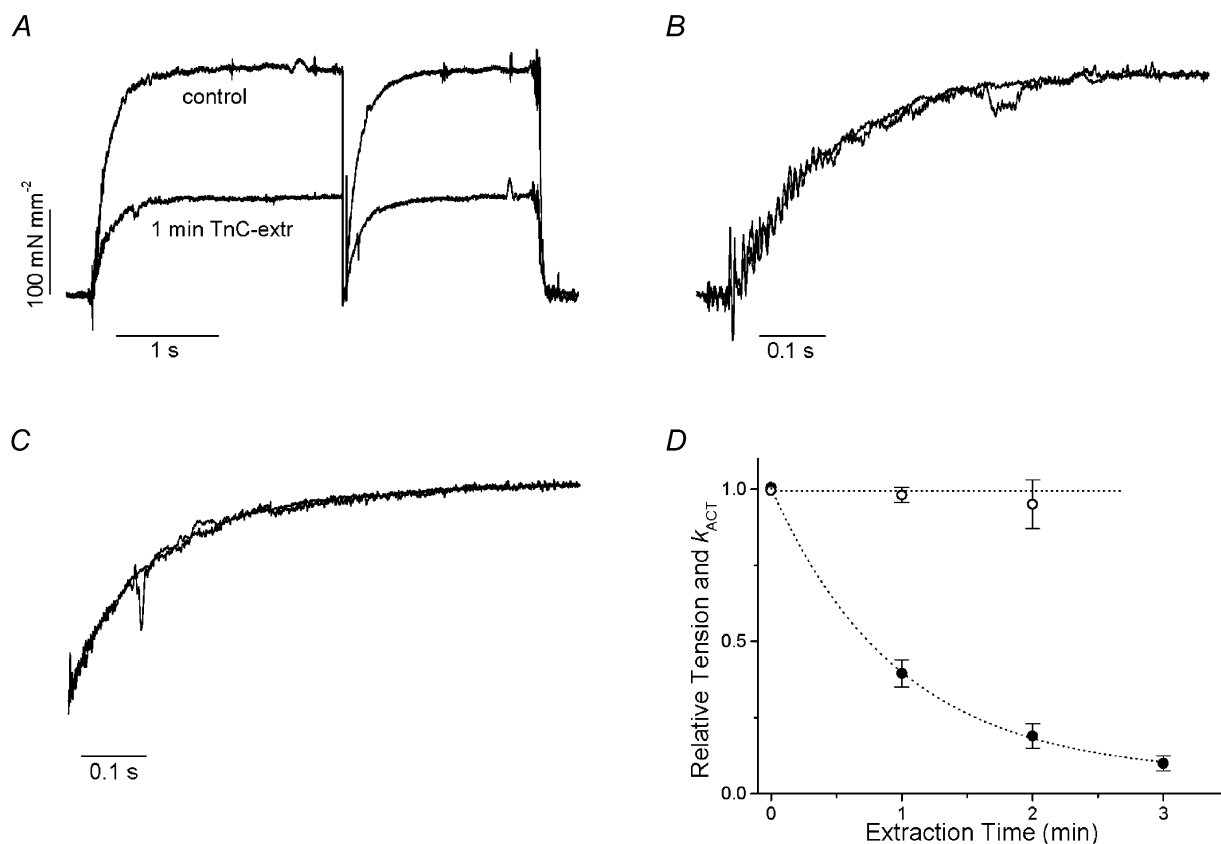 A
control
1 min TnC-extr
100 mN mm⁻²
1 s
B
0.1 s
C
0.1 s
D
Relative Tension and k_ACT
1.0
0.5
0.0
0 1 2 3
Extraction Time (min)